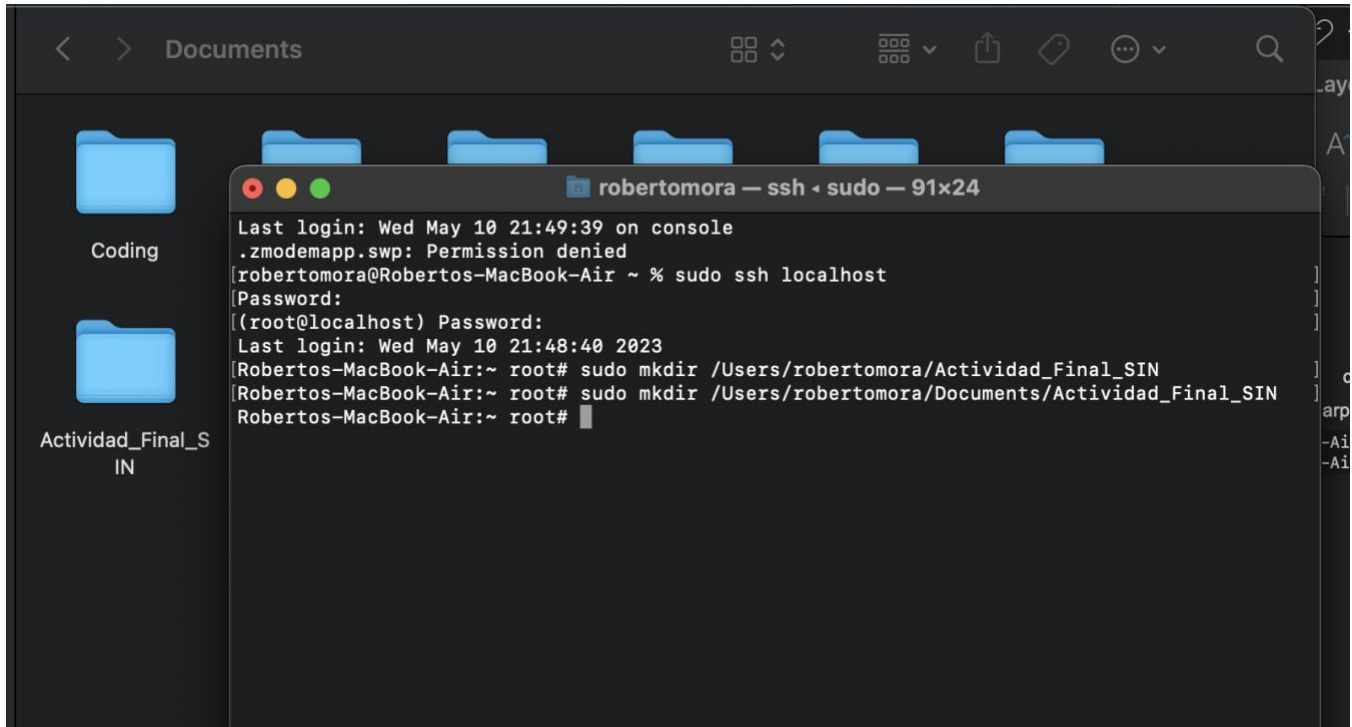 Documents
Coding
Actividad_Final_S
IN
robertomora — ssh ◂ sudo — 91×24
Last login: Wed May 10 21:49:39 on console
.zmodemapp.swp: Permission denied
[robertomora@Robertos-MacBook-Air ~ % sudo ssh localhost ]
[Password: ]
[(root@localhost) Password: ]
Last login: Wed May 10 21:48:40 2023
[Robertos-MacBook-Air:~ root# sudo mkdir /Users/robertomora/Actividad_Final_SIN ]
[Robertos-MacBook-Air:~ root# sudo mkdir /Users/robertomora/Documents/Actividad_Final_SIN ]
Robertos-MacBook-Air:~ root#